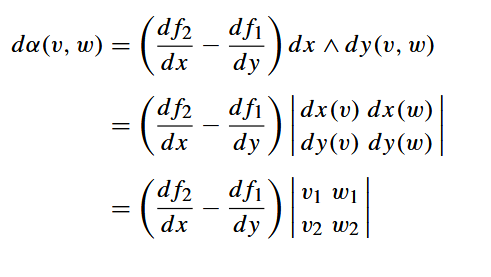 dα(v, w) = (df₂/dx − df₁/dy) dx ∧ dy(v, w)
= (df₂/dx − df₁/dy) |dx(v) dx(w); dy(v) dy(w)|
= (df₂/dx − df₁/dy) |v₁ w₁; v₂ w₂|